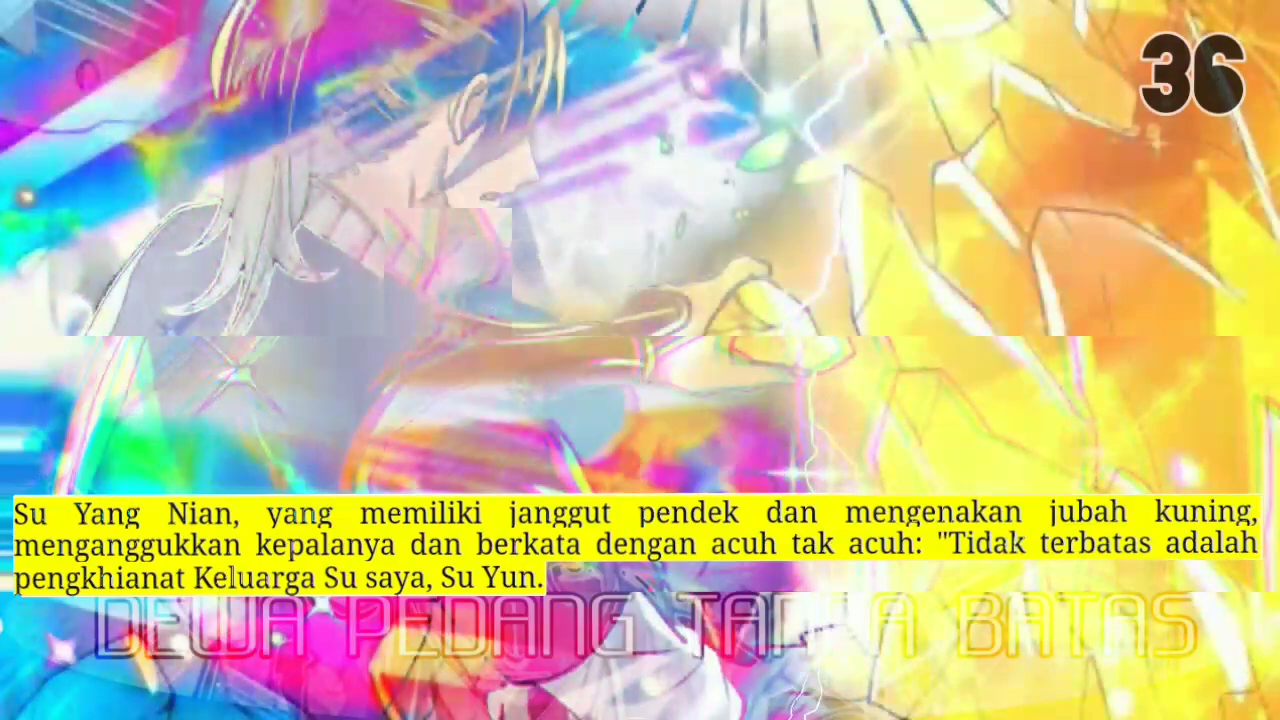 36
Su Yang Nian, yang memiliki janggut pendek dan mengenakan jubah kuning,
menganggukkan kepalanya dan berkata dengan acuh tak acuh: "Tidak terbatas adalah
pengkhianat Keluarga Su saya, Su Yun.
DEWA PEDANG TANPA BATAS